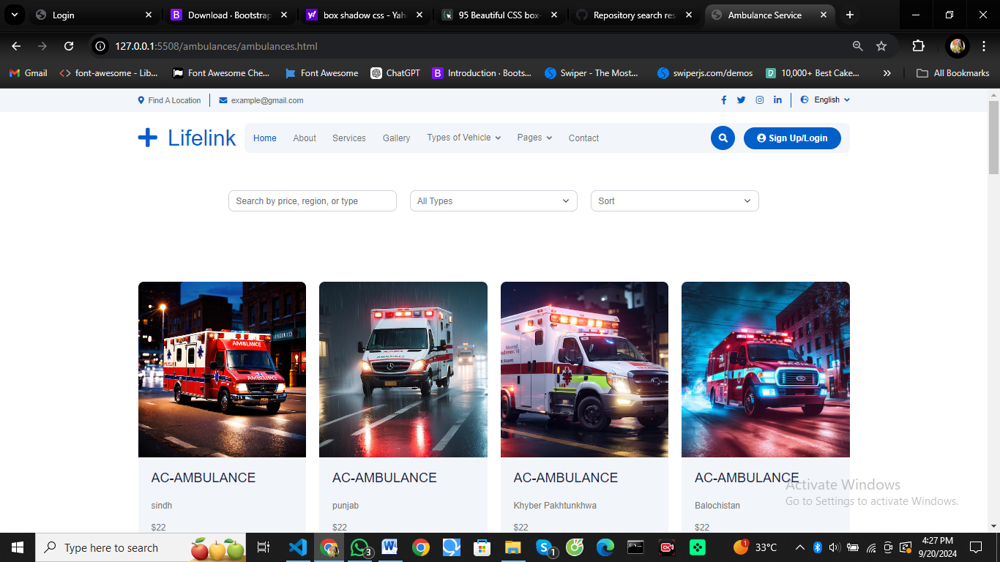 Login
Download · Bootstrap
box shadow css - Yah
95 Beautiful CSS box-
Repository search res
Ambulance Service
127.0.0.1:5508/ambulances/ambulances.html
Gmail
font-awesome - Lib...
Font Awesome Che...
Font Awesome
ChatGPT
Introduction · Boots...
Swiper - The Most...
swiperjs.com/demos
10,000+ Best Cake...
All Bookmarks
Find A Location
example@gmail.com
English
Lifelink
Home
About
Services
Gallery
Types of Vehicle
Pages
Contact
Sign Up/Login
Search by price, region, or type
All Types
Sort
AMBULANCE
AMBULANCE
AC-AMBULANCE
AC-AMBULANCE
AC-AMBULANCE
AC-AMBULANCE
sindh
punjab
Khyber Pakhtunkhwa
Balochistan
$22
$22
$22
$22
Activate Windows
Go to Settings to activate Windows.
Type here to search
3
1
1
33°C
4:27 PM
9/20/2024